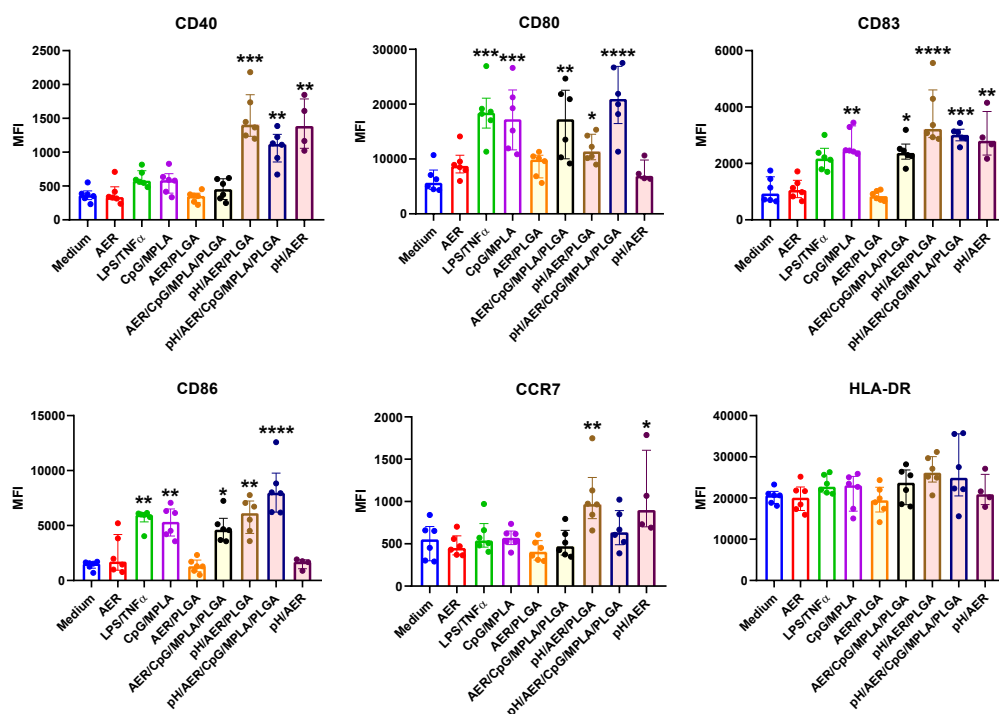 CD40
MFI
2500
2000
1500
1000
500
0
***
**
**
Medium
AER
LPS/TNFα
CpG/MPLA
AER/PLGA
AER/CpG/MPLA/PLGA
pH/AER/PLGA
pH/AER/CpG/MPLA/PLGA
pH/AER
CD80
MFI
30000
20000
10000
0
***
***
**
*
****
Medium
AER
LPS/TNFα
CpG/MPLA
AER/PLGA
AER/CpG/MPLA/PLGA
pH/AER/PLGA
pH/AER/CpG/MPLA/PLGA
pH/AER
CD83
MFI
6000
4000
2000
0
**
*
****
***
**
Medium
AER
LPS/TNFα
CpG/MPLA
AER/PLGA
AER/CpG/MPLA/PLGA
pH/AER/PLGA
pH/AER/CpG/MPLA/PLGA
pH/AER
CD86
MFI
15000
10000
5000
0
**
**
*
**
****
Medium
AER
LPS/TNFα
CpG/MPLA
AER/PLGA
AER/CpG/MPLA/PLGA
pH/AER/PLGA
pH/AER/CpG/MPLA/PLGA
pH/AER
CCR7
MFI
2000
1500
1000
500
0
**
*
Medium
AER
LPS/TNFα
CpG/MPLA
AER/PLGA
AER/CpG/MPLA/PLGA
pH/AER/PLGA
pH/AER/CpG/MPLA/PLGA
pH/AER
HLA-DR
MFI
40000
30000
20000
10000
0
Medium
AER
LPS/TNFα
CpG/MPLA
AER/PLGA
AER/CpG/MPLA/PLGA
pH/AER/PLGA
pH/AER/CpG/MPLA/PLGA
pH/AER